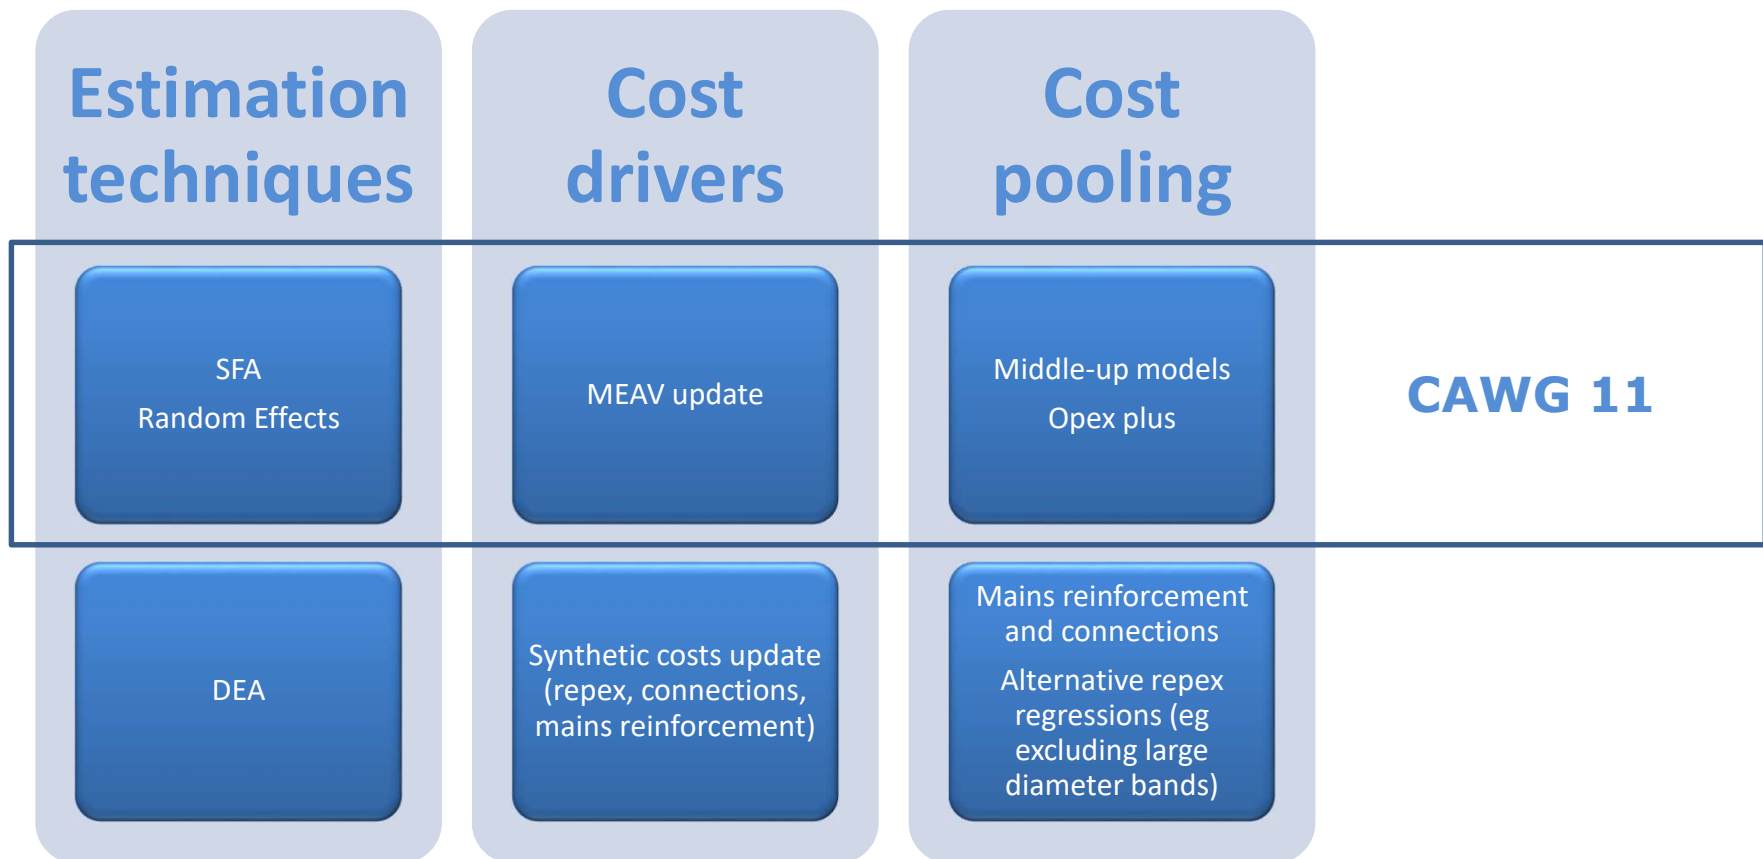 Estimation
techniques
Cost
drivers
Cost
pooling
SFA
Random Effects
MEAV update
Middle-up models
Opex plus
CAWG 11
DEA
Synthetic costs update
(repex, connections,
mains reinforcement)
Mains reinforcement
and connections
Alternative repex
regressions (eg
excluding large
diameter bands)